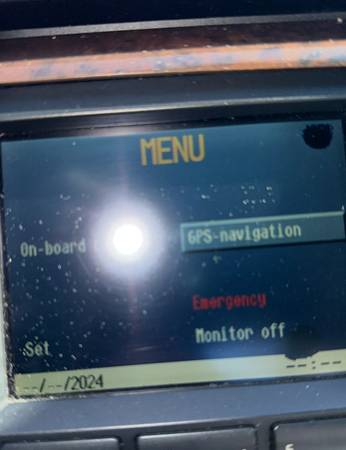 MENU
On-board
GPS-navigation
Emergency
Monitor off
Set
--/--/2024
--:--